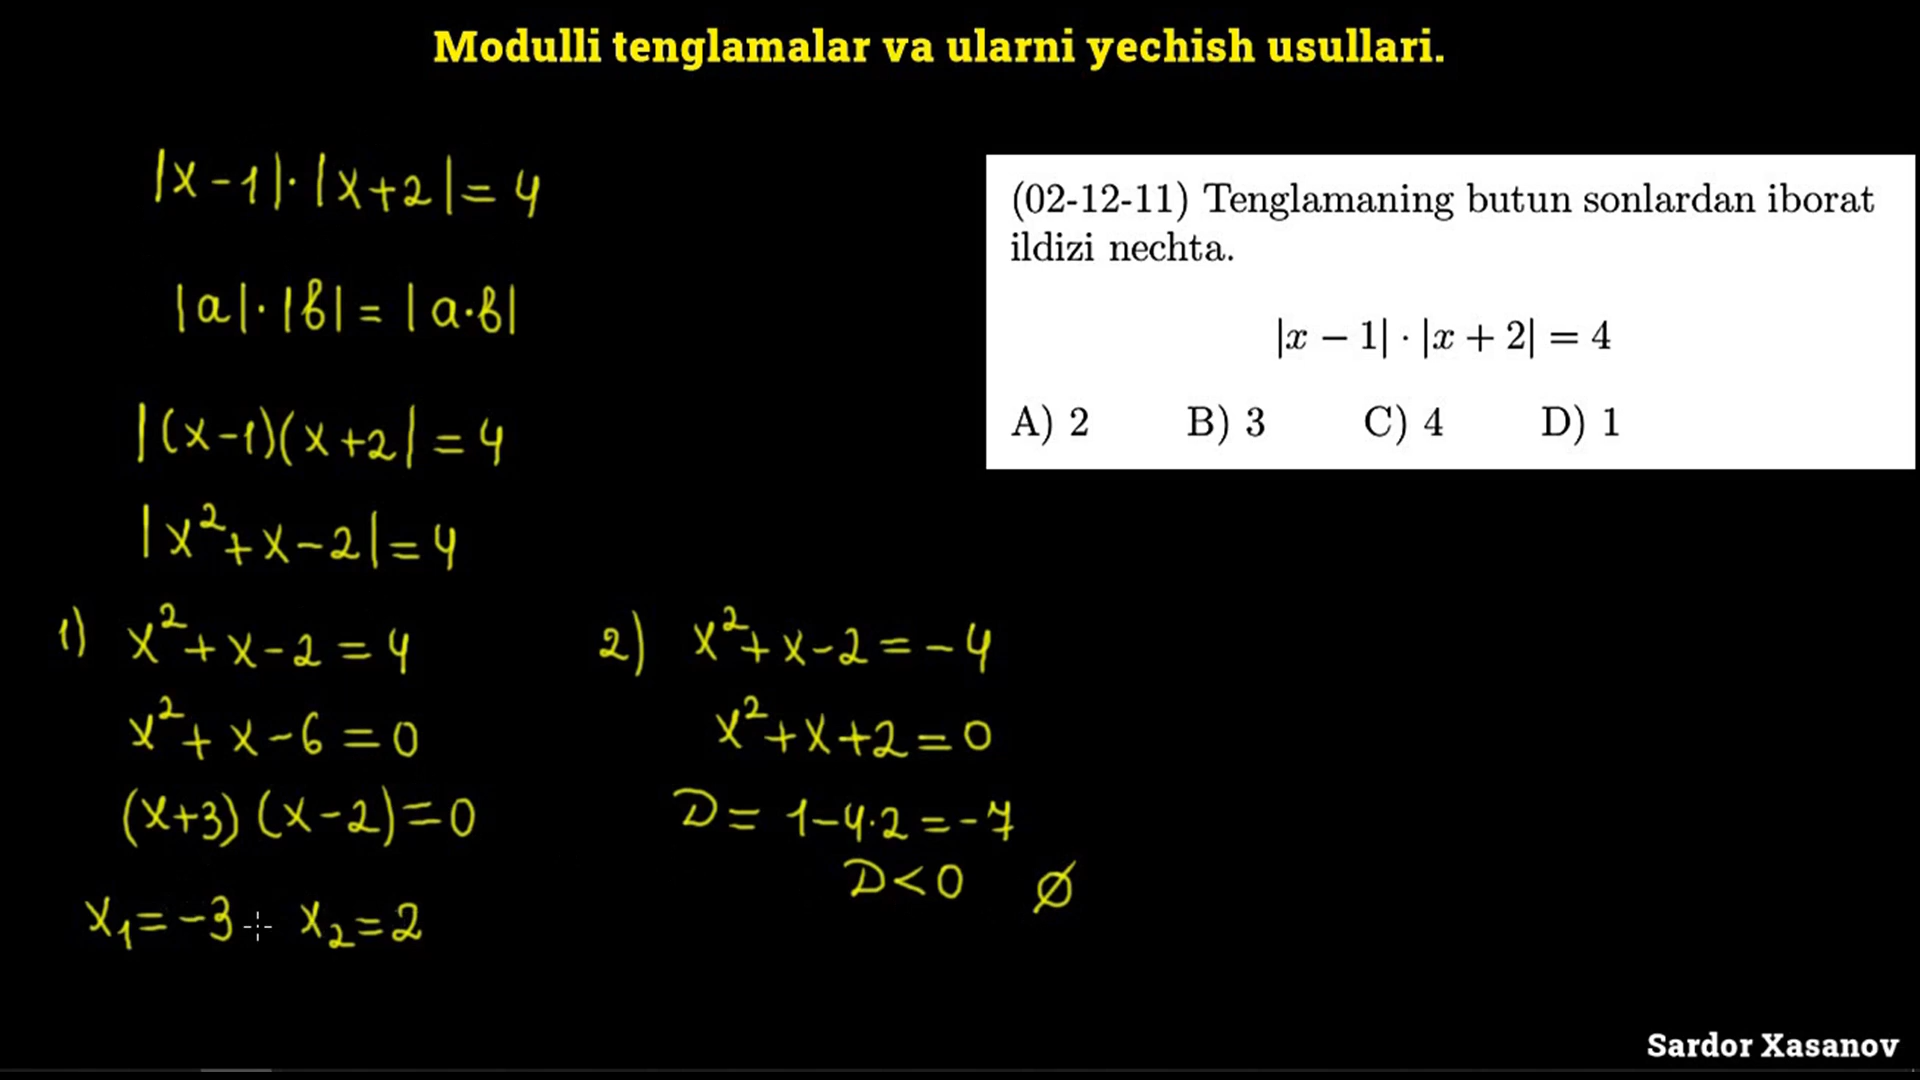 Modulli tenglamalar va ularni yechish usullari.
|x-1|·|x+2|=4
|a|·|b|=|a·b|
|(x-1)(x+2|=4
|x²+x-2|=4
1) x²+x-2=4
x²+x-6=0
(x+3)(x-2)=0
x₁=-3 x₂=2
2) x²+x-2=-4
x²+x+2=0
D=1-4·2=-7
D<0 ∅
(02-12-11) Tenglamaning butun sonlardan iborat
ildizi nechta.
|x − 1| · |x + 2| = 4
A) 2 B) 3 C) 4 D) 1
Sardor Xasanov